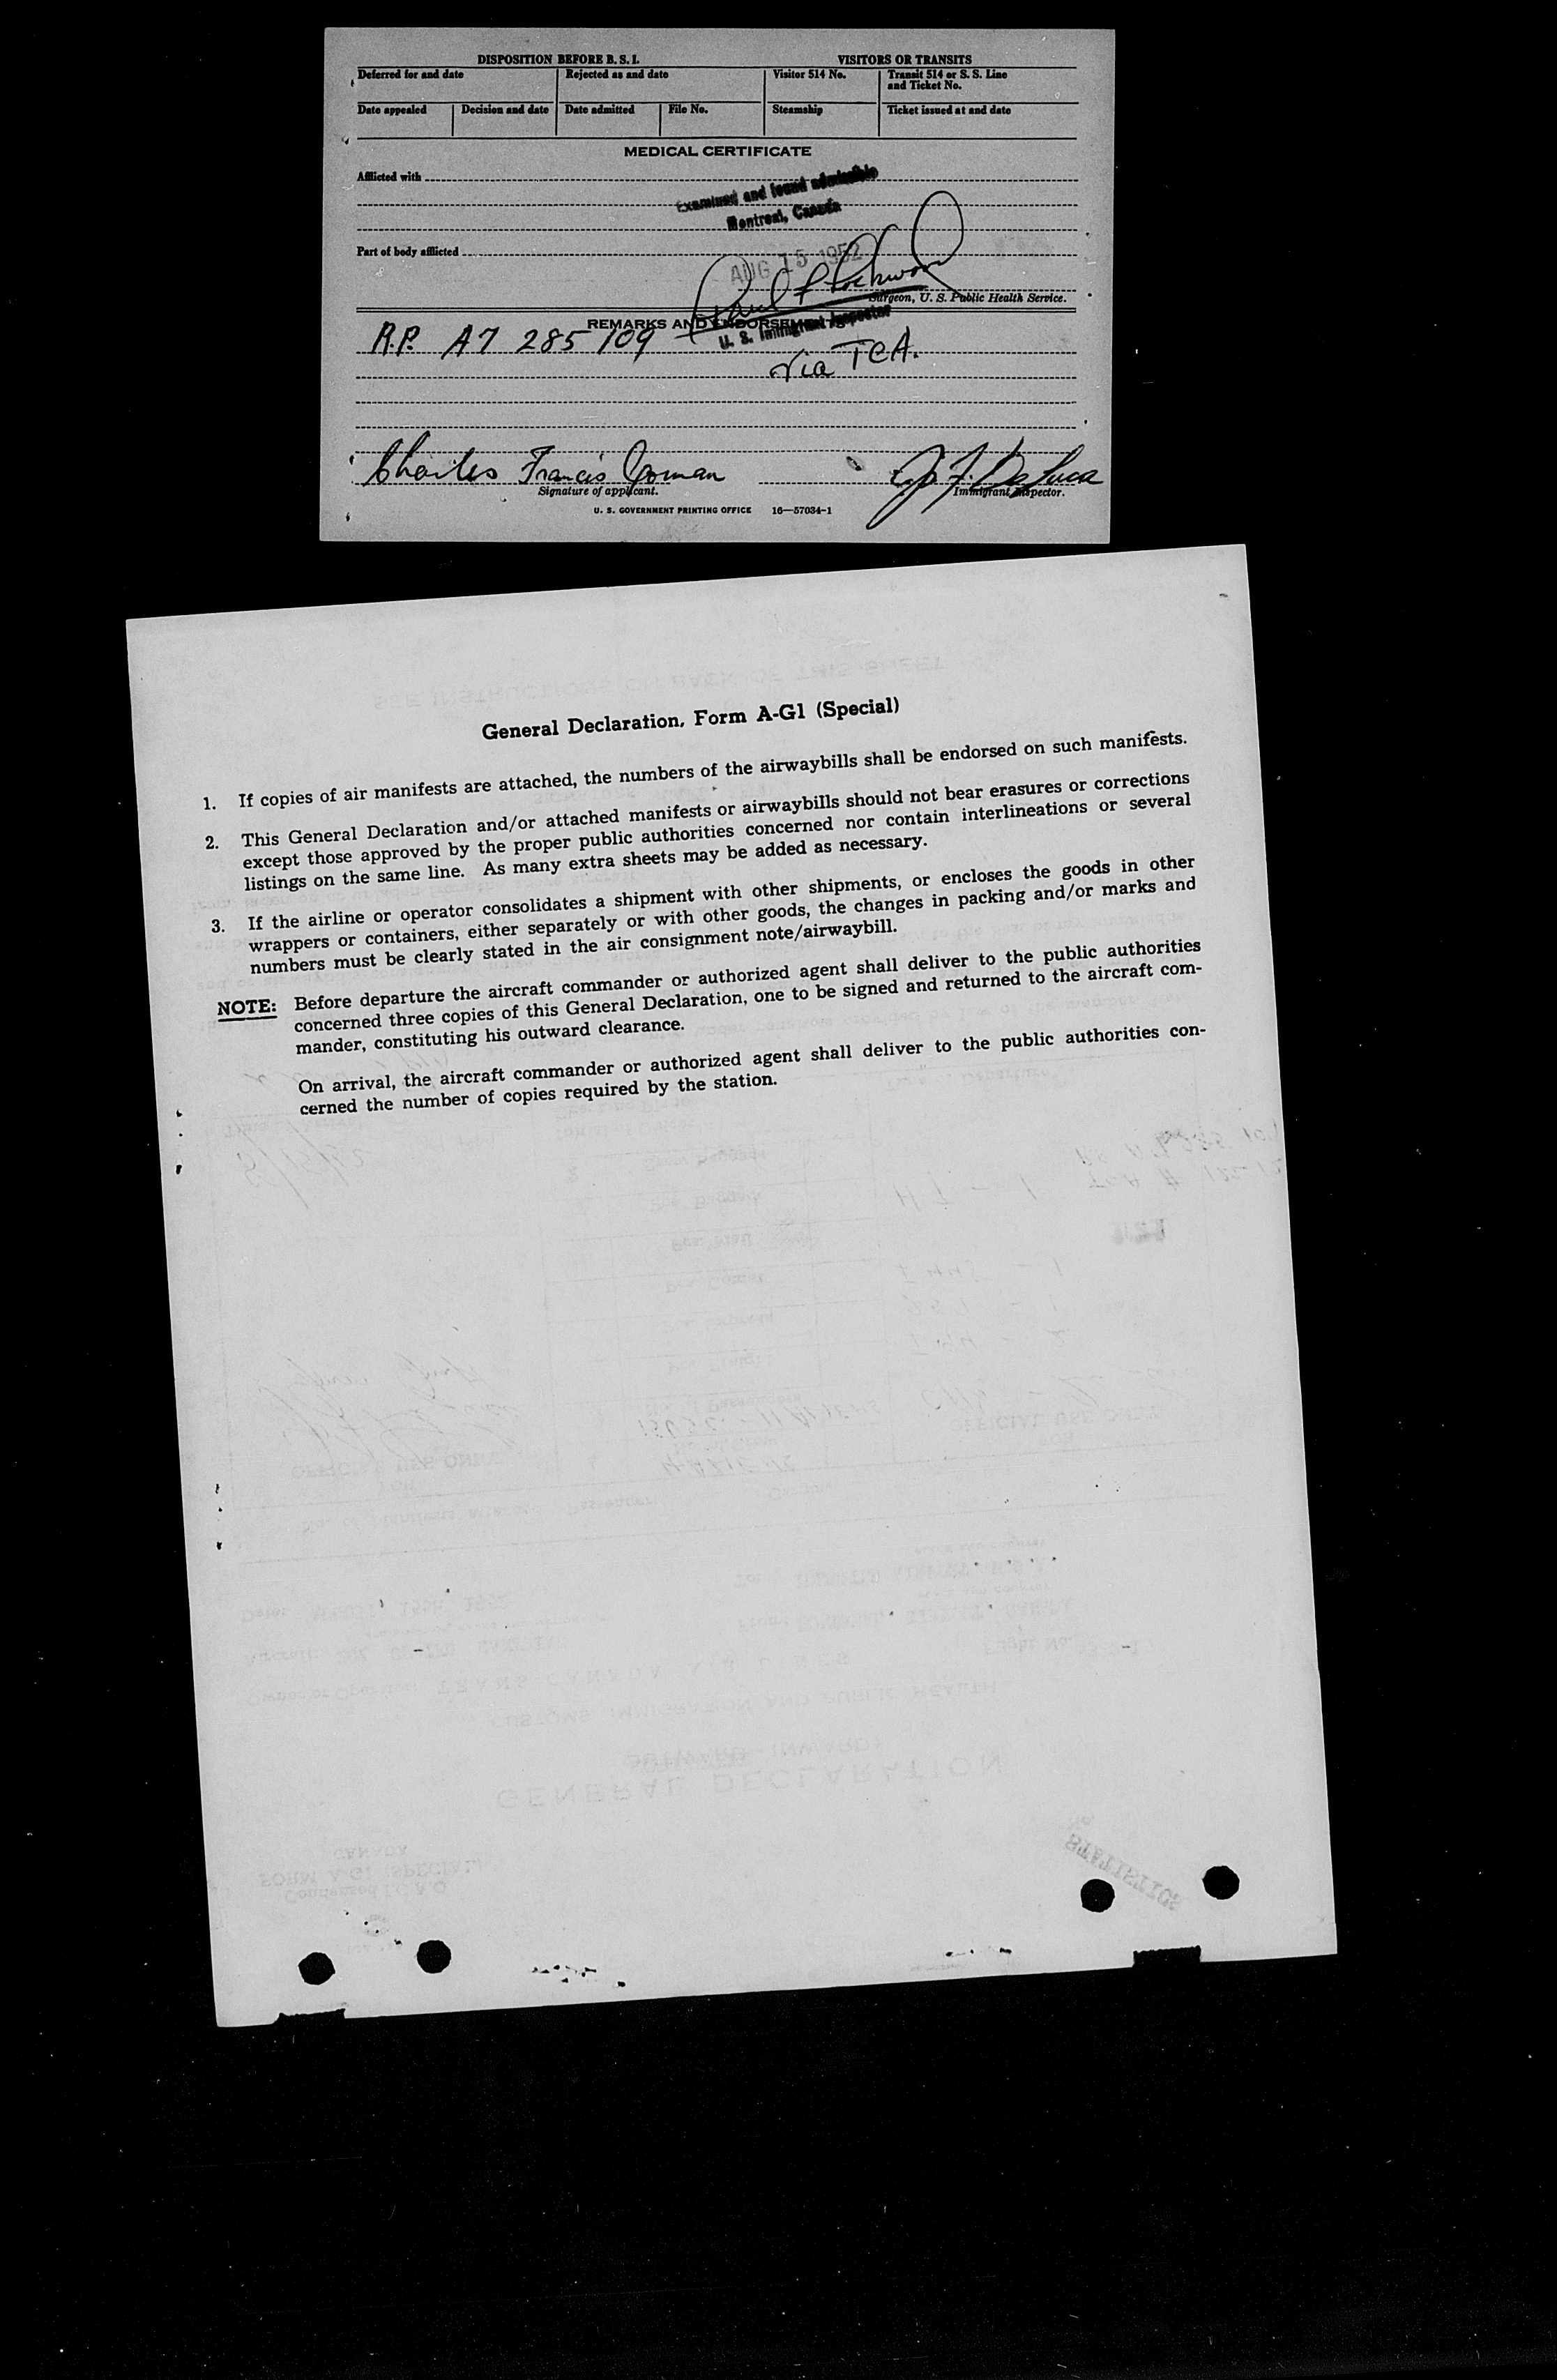 DISPOSITION BEFORE B. S. I.
VISITORS OR TRANSITS
Deferred for and date
Rejected as and date
Visitor 514 No.
Transit 514 or S. S. Line
and Ticket No.
Date appealed
Decision and date
Date admitted
File No.
Steamship
Ticket issued at and date
MEDICAL CERTIFICATE
Afflicted with
Examined and found admissible
Montreal, Canada
Part of body afflicted
AUG 15 1952
Surgeon, U. S. Public Health Service.
REMARKS AND ENDORSEMENTS
U. S. Immigrant Inspector
R.P. A7 285 109
Via TCA.
Charles Francis Gorman
Signature of applicant.
Immigrant Inspector.
U. S. GOVERNMENT PRINTING OFFICE 16—57034-1
General Declaration, Form A-G1 (Special)
1. If copies of air manifests are attached, the numbers of the airwaybills shall be endorsed on such manifests.
2. This General Declaration and/or attached manifests or airwaybills should not bear erasures or corrections
except those approved by the proper public authorities concerned nor contain interlineations or several
listings on the same line. As many extra sheets may be added as necessary.
3. If the airline or operator consolidates a shipment with other shipments, or encloses the goods in other
wrappers or containers, either separately or with other goods, the changes in packing and/or marks and
numbers must be clearly stated in the air consignment note/airwaybill.
NOTE: Before departure the aircraft commander or authorized agent shall deliver to the public authorities
concerned three copies of this General Declaration, one to be signed and returned to the aircraft com-
mander, constituting his outward clearance.
On arrival, the aircraft commander or authorized agent shall deliver to the public authorities con-
cerned the number of copies required by the station.